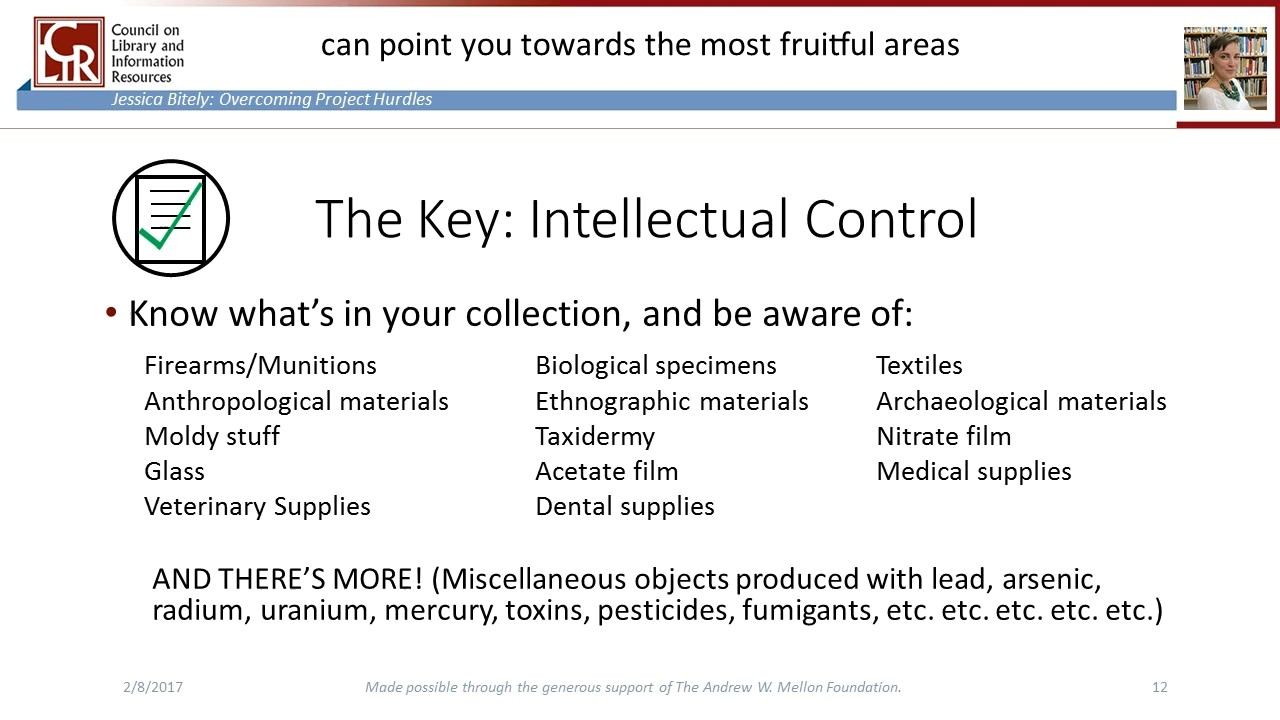 Council on
Library and
Information
Resources
CLIR
can point you towards the most fruitful areas
Jessica Bitely: Overcoming Project Hurdles
The Key: Intellectual Control
• Know what’s in your collection, and be aware of:
Firearms/Munitions
Anthropological materials
Moldy stuff
Glass
Veterinary Supplies
Biological specimens
Ethnographic materials
Taxidermy
Acetate film
Dental supplies
Textiles
Archaeological materials
Nitrate film
Medical supplies
AND THERE’S MORE! (Miscellaneous objects produced with lead, arsenic,
radium, uranium, mercury, toxins, pesticides, fumigants, etc. etc. etc. etc. etc.)
2/8/2017
Made possible through the generous support of The Andrew W. Mellon Foundation.
12